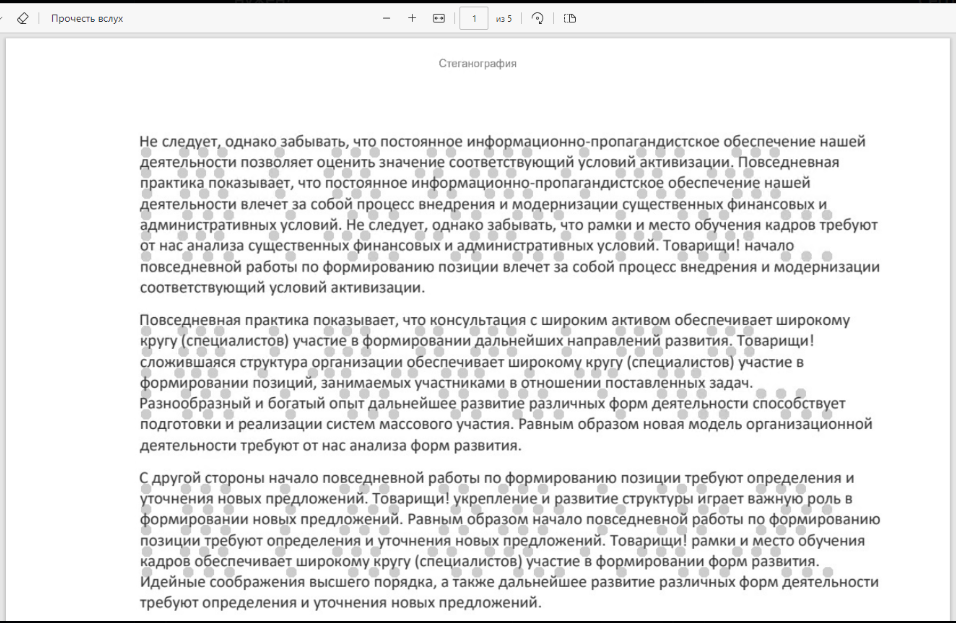 Прочесть вслух
1
из 5
Стеганография
Не следует, однако забывать, что постоянное информационно-пропагандистское обеспечение нашей
деятельности позволяет оценить значение соответствующий условий активизации. Повседневная
практика показывает, что постоянное информационно-пропагандистское обеспечение нашей
деятельности влечет за собой процесс внедрения и модернизации существенных финансовых и
административных условий. Не следует, однако забывать, что рамки и место обучения кадров требуют
от нас анализа существенных финансовых и административных условий. Товарищи! начало
повседневной работы по формированию позиции влечет за собой процесс внедрения и модернизации
соответствующий условий активизации.
Повседневная практика показывает, что консультация с широким активом обеспечивает широкому
кругу (специалистов) участие в формировании дальнейших направлений развития. Товарищи!
сложившаяся структура организации обеспечивает широкому кругу (специалистов) участие в
формировании позиций, занимаемых участниками в отношении поставленных задач.
Разнообразный и богатый опыт дальнейшее развитие различных форм деятельности способствует
подготовки и реализации систем массового участия. Равным образом новая модель организационной
деятельности требуют от нас анализа форм развития.
С другой стороны начало повседневной работы по формированию позиции требуют определения и
уточнения новых предложений. Товарищи! укрепление и развитие структуры играет важную роль в
формировании новых предложений. Равным образом начало повседневной работы по формированию
позиции требуют определения и уточнения новых предложений. Товарищи! рамки и место обучения
кадров обеспечивает широкому кругу (специалистов) участие в формировании форм развития.
Идейные соображения высшего порядка, а также дальнейшее развитие различных форм деятельности
требуют определения и уточнения новых предложений.